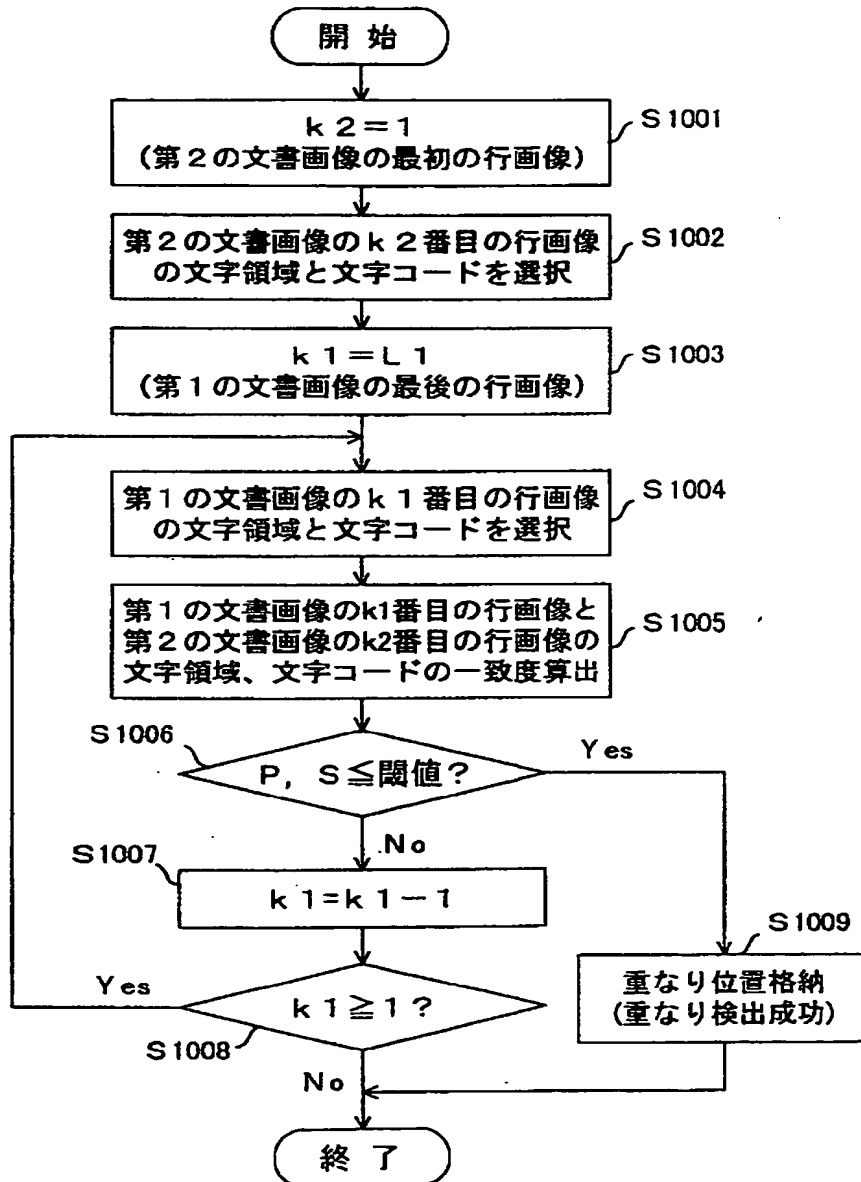 開始
k2=1
(第2の文書画像の最初の行画像)
S1001
第2の文書画像のk2番目の行画像
の文字領域と文字コードを選択
S1002
k1=L1
(第1の文書画像の最後の行画像)
S1003
第1の文書画像のk1番目の行画像
の文字領域と文字コードを選択
S1004
第1の文書画像のk1番目の行画像と
第2の文書画像のk2番目の行画像の
文字領域、文字コードの一致度算出
S1005
S1006
P, S≦閾値?
Yes
No
S1007
k1=k1-1
S1009
重なり位置格納
(重なり検出成功)
Yes
k1≧1?
S1008
No
終了